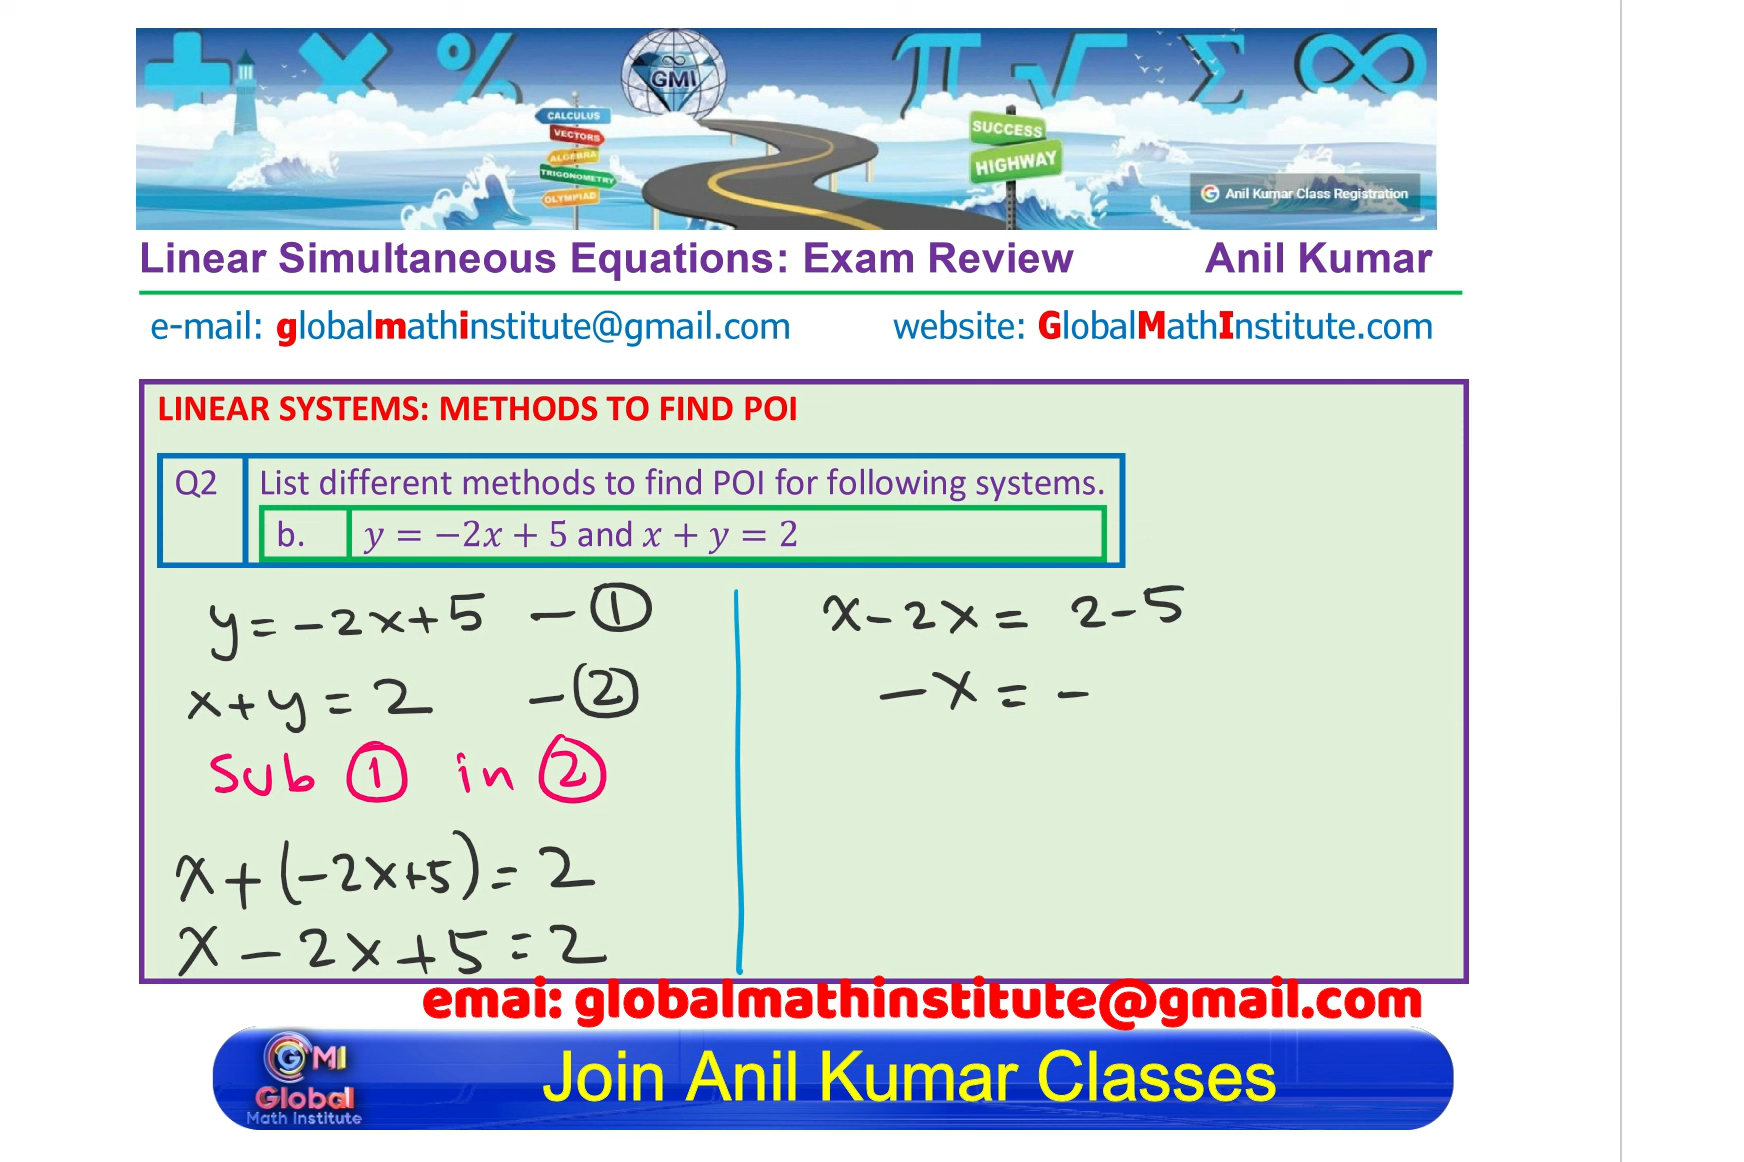 CALCULUS
VECTORS
ALGEBRA
TRIGONOMETRY
OLYMPIAD
GMI
SUCCESS
HIGHWAY
Anil Kumar Class Registration
Linear Simultaneous Equations: Exam Review Anil Kumar
e-mail: globalmathinstitute@gmail.com website: GlobalMathInstitute.com
LINEAR SYSTEMS: METHODS TO FIND POI
Q2 List different methods to find POI for following systems.
b. y = −2x + 5 and x + y = 2
y = -2x+5 - ①
x+y = 2 - ②
Sub ① in ②
x+(-2x+5) = 2
x - 2x +5 = 2
x - 2x = 2-5
-x = -
emai: globalmathinstitute@gmail.com
GMI
Global
Math Institute
Join Anil Kumar Classes